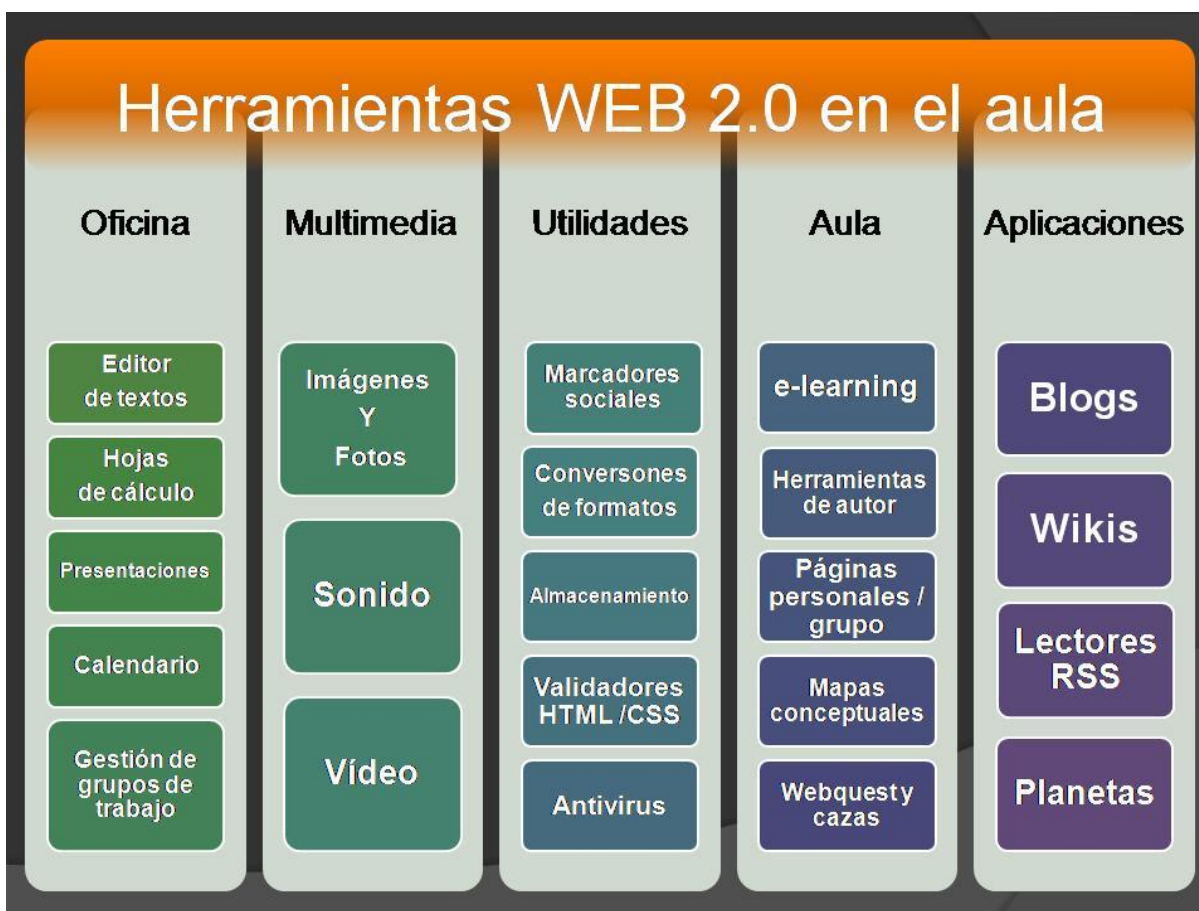 Herramientas WEB 2.0 en el aula
Oficina
Editor
de textos
Hojas
de cálculo
Presentaciones
Calendario
Gestión de
grupos de
trabajo
Multimedia
Imágenes
Y
Fotos
Sonido
Vídeo
Utilidades
Marcadores
sociales
Conversones
de formatos
Almacenamiento
Validadores
HTML /CSS
Antivirus
Aula
e-learning
Herramientas
de autor
Páginas
personales /
grupo
Mapas
conceptuales
Webquest y
cazas
Aplicaciones
Blogs
Wikis
Lectores
RSS
Planetas